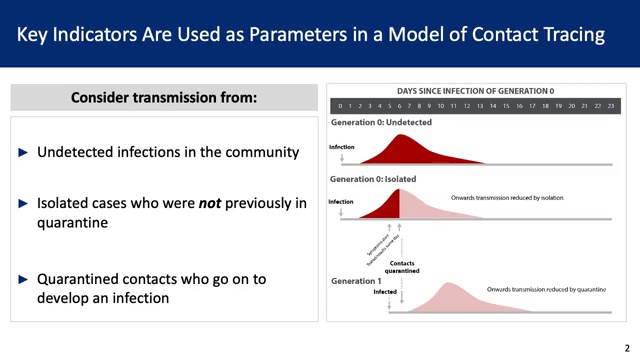 Key Indicators Are Used as Parameters in a Model of Contact Tracing
Consider transmission from:
► Undetected infections in the community
► Isolated cases who were not previously in
quarantine
► Quarantined contacts who go on to
develop an infection
DAYS SINCE INFECTION OF GENERATION 0
0 1 2 3 4 5 6 7 8 9 10 11 12 13 14 15 16 17 18 19 20 21 22 23
Generation 0: Undetected
Infection
Generation 0: Isolated
Onwards transmission reduced by isolation
Infection
Symptoms start
Contacts
quarantined
Generation 1
Infected
Onwards transmission reduced by quarantine
2